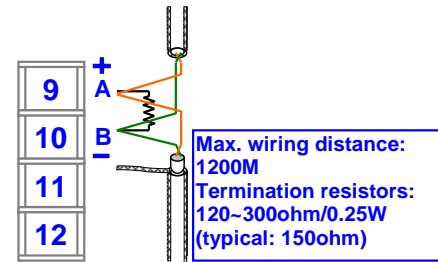 +
9 A
10 B
−
11
12
Max. wiring distance:
1200M
Termination resistors:
120~300ohm/0.25W
(typical: 150ohm)